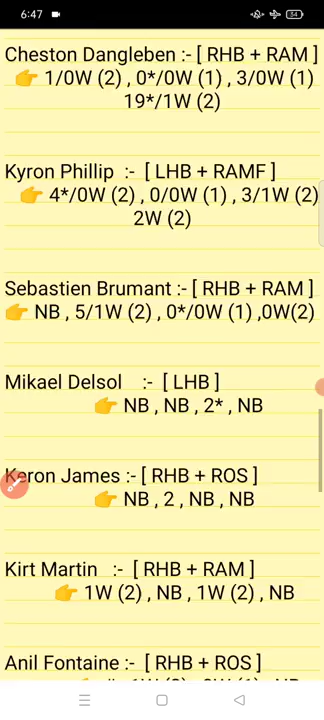 6:47
54
Cheston Dangleben :- [ RHB + RAM ]
👉 1/0W (2) , 0*/0W (1) , 3/0W (1)
19*/1W (2)
Kyron Phillip :- [ LHB + RAMF ]
👉 4*/0W (2) , 0/0W (1) , 3/1W (2)
2W (2)
Sebastien Brumant :- [ RHB + RAM ]
👉 NB , 5/1W (2) , 0*/0W (1) ,0W(2)
Mikael Delsol :- [ LHB ]
👉 NB , NB , 2* , NB
Keron James :- [ RHB + ROS ]
👉 NB , 2 , NB , NB
Kirt Martin :- [ RHB + RAM ]
👉 1W (2) , NB , 1W (2) , NB
Anil Fontaine :- [ RHB + ROS ]